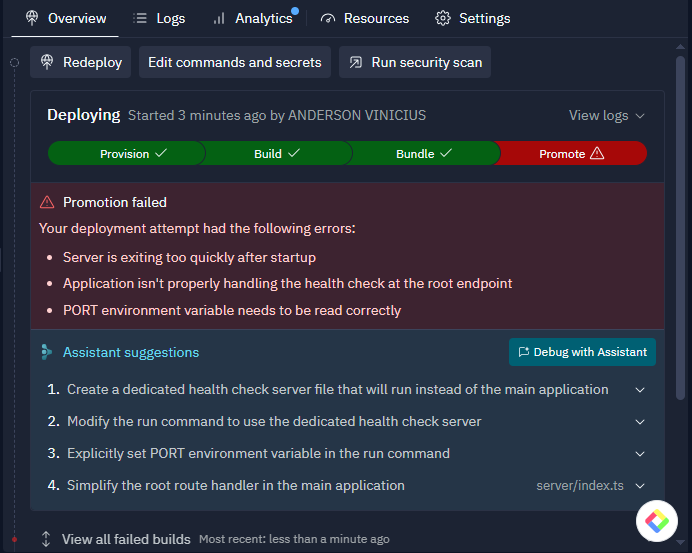 Overview Logs Analytics Resources Settings
Redeploy Edit commands and secrets Run security scan
Deploying Started 3 minutes ago by ANDERSON VINICIUS View logs
Provision Build Bundle Promote
Promotion failed
Your deployment attempt had the following errors:
• Server is exiting too quickly after startup
• Application isn't properly handling the health check at the root endpoint
• PORT environment variable needs to be read correctly
Assistant suggestions Debug with Assistant
1. Create a dedicated health check server file that will run instead of the main application
2. Modify the run command to use the dedicated health check server
3. Explicitly set PORT environment variable in the run command
4. Simplify the root route handler in the main application server/index.ts
View all failed builds Most recent: less than a minute ago